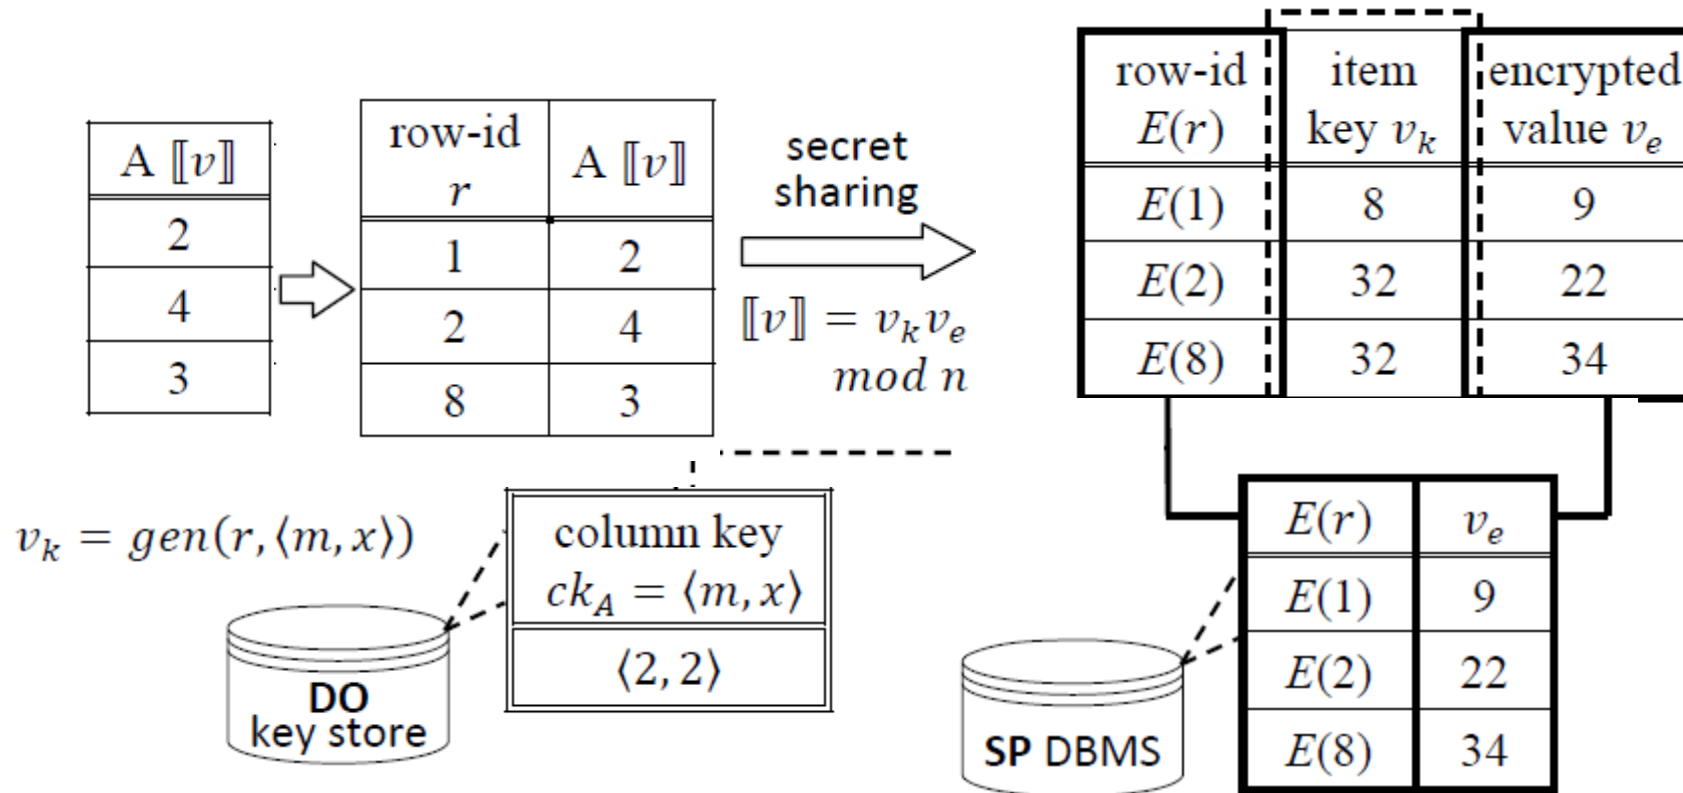 A ⟦v⟧
2
4
3
row-id r
A ⟦v⟧
1 2
2 4
8 3
secret
sharing
⟦v⟧ = v_k v_e
mod n
row-id E(r)
item key v_k
encrypted value v_e
E(1) 8 9
E(2) 32 22
E(8) 32 34
v_k = gen(r, ⟨m, x⟩)
DO
key store
column key
ck_A = ⟨m, x⟩
⟨2, 2⟩
SP DBMS
E(r) v_e
E(1) 9
E(2) 22
E(8) 34